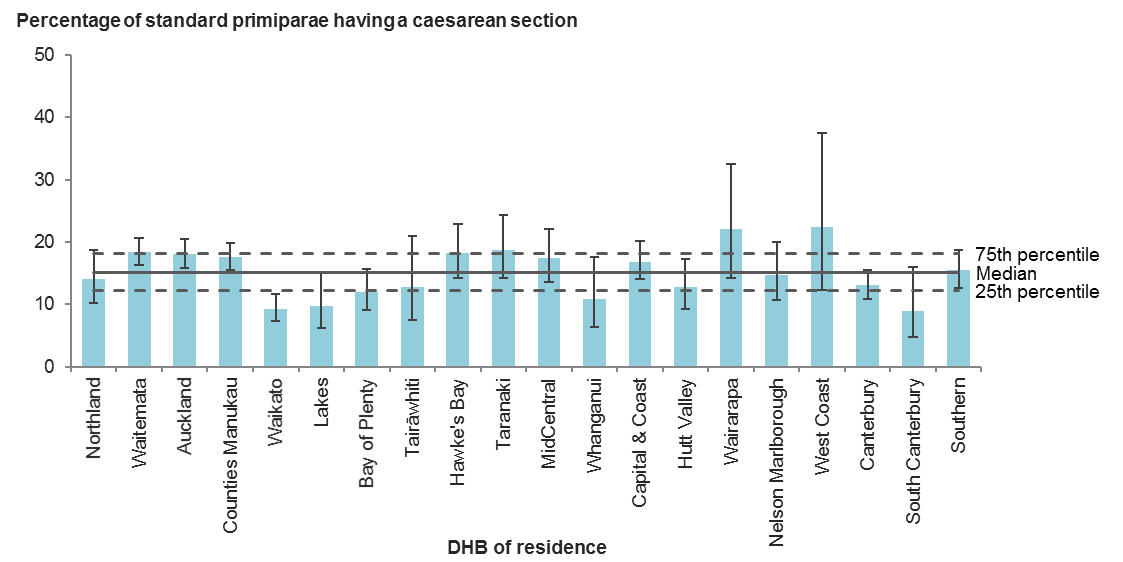 Percentage of standard primiparae having a caesarean section
50
40
30
20
10
0
75th percentile
Median
25th percentile
Northland
Waitemata
Auckland
Counties Manukau
Waikato
Lakes
Bay of Plenty
Tairāwhiti
Hawke's Bay
Taranaki
MidCentral
Whanganui
Capital & Coast
Hutt Valley
Wairarapa
Nelson Marlborough
West Coast
Canterbury
South Canterbury
Southern
DHB of residence